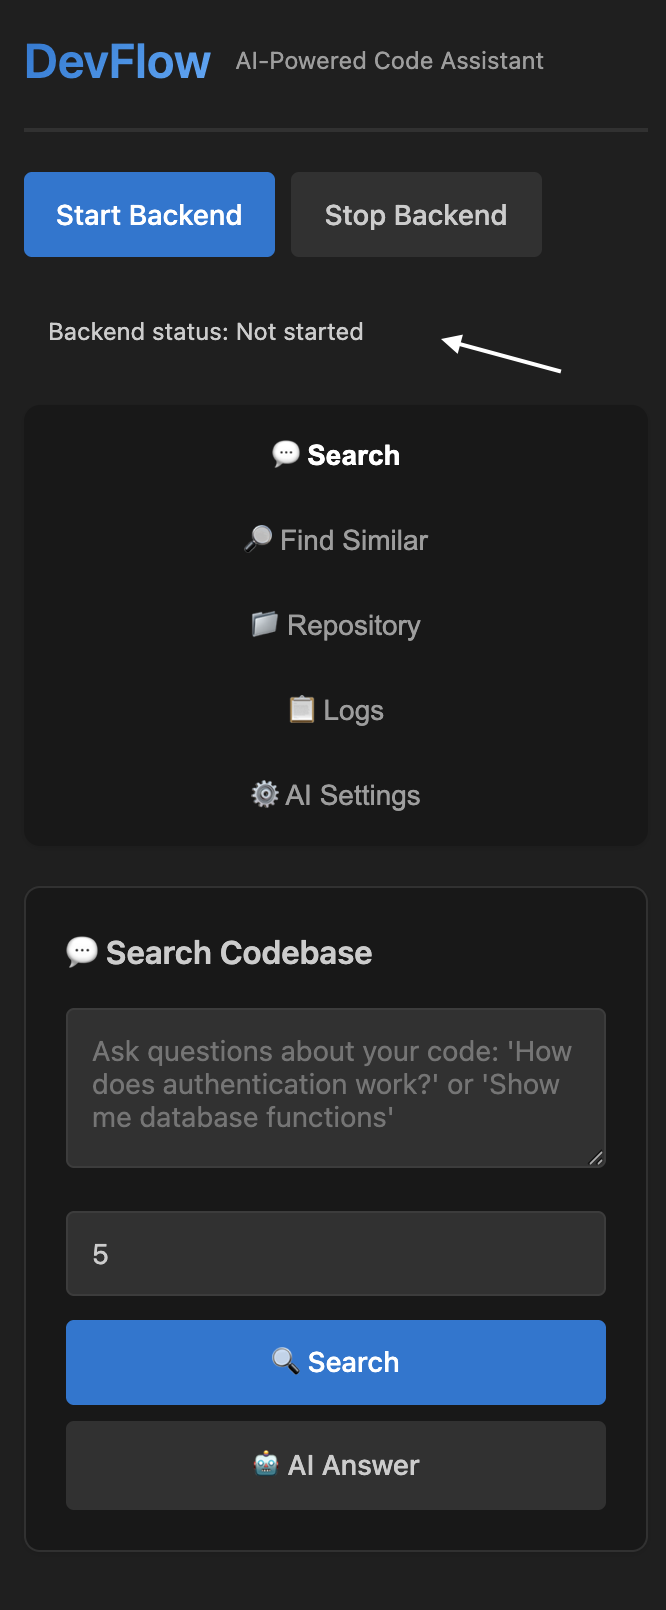 DevFlow AI-Powered Code Assistant
Start Backend Stop Backend
Backend status: Not started
💬 Search
🔎 Find Similar
📁 Repository
📋 Logs
⚙️ AI Settings
💬 Search Codebase
Ask questions about your code: 'How
does authentication work?' or 'Show
me database functions'
5
🔍 Search
🤖 AI Answer